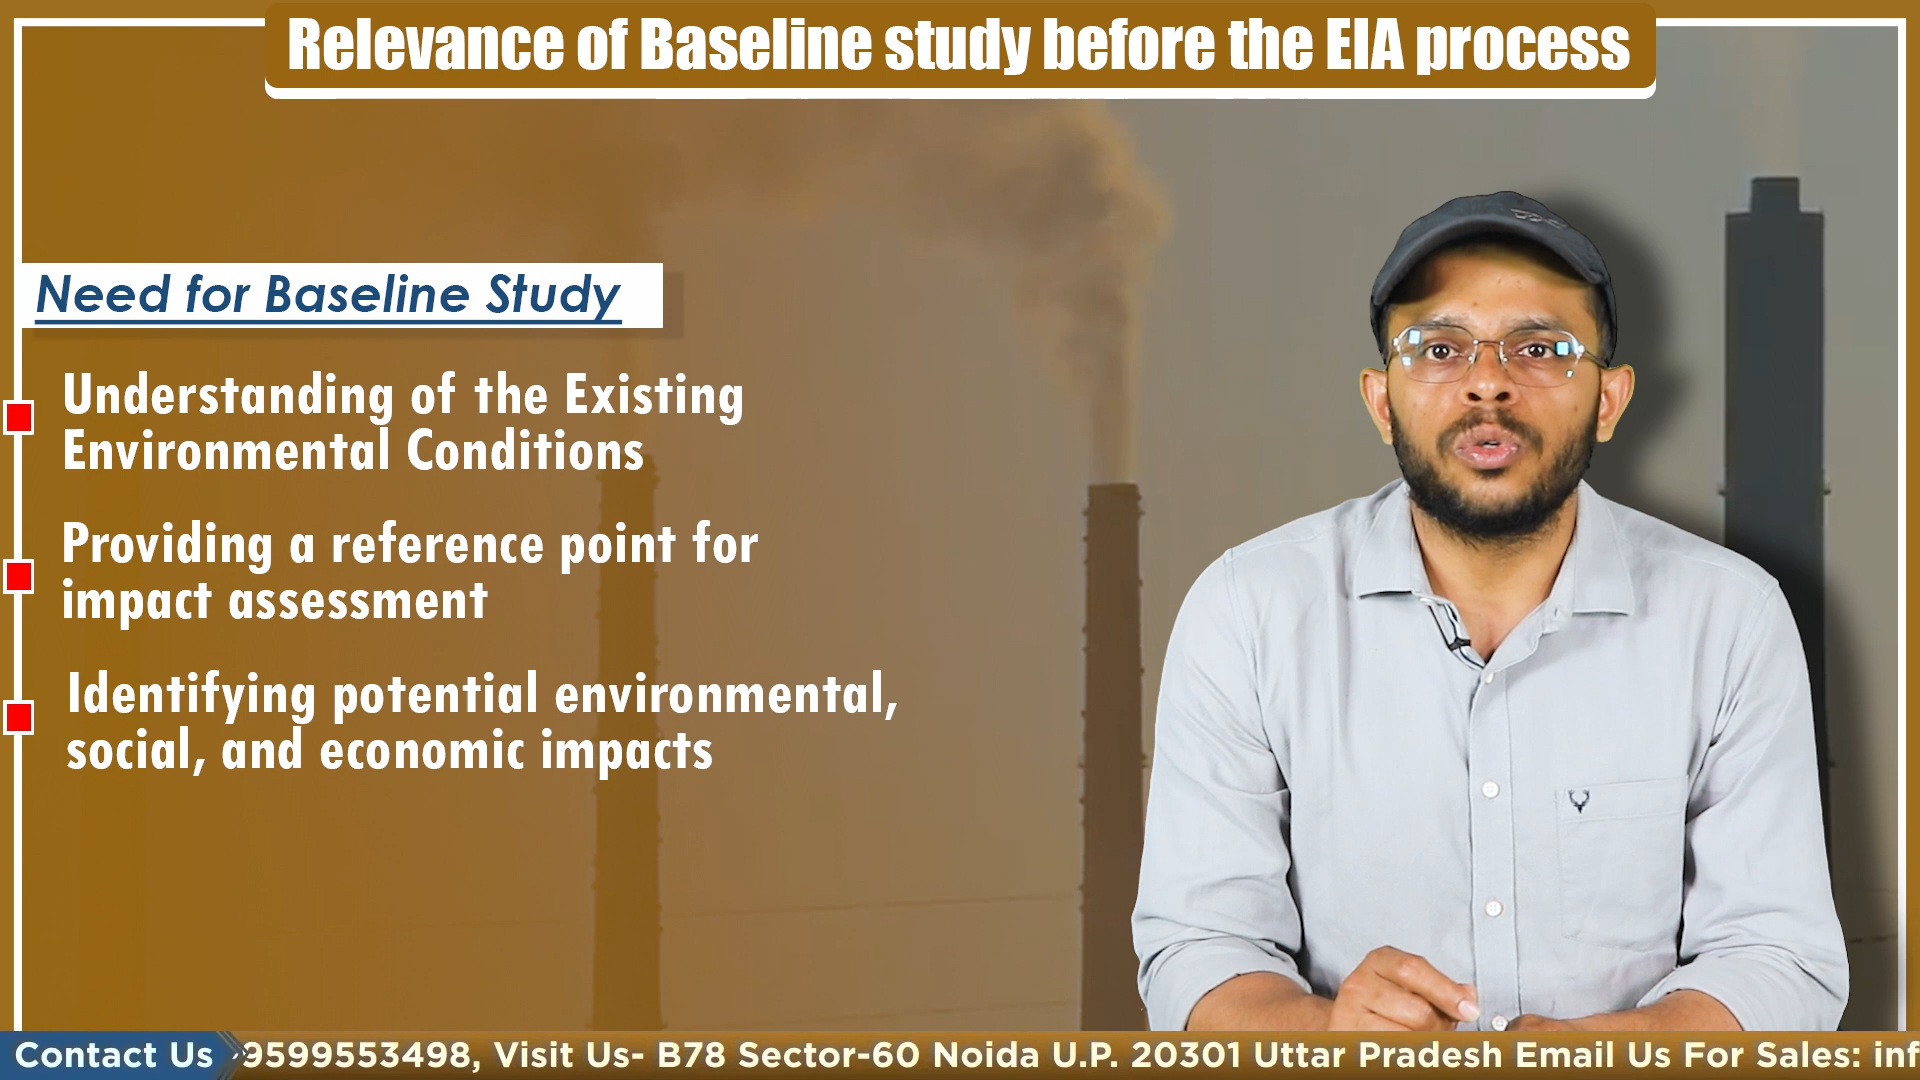 Relevance of Baseline study before the EIA process
Need for Baseline Study
Understanding of the Existing
Environmental Conditions
Providing a reference point for
impact assessment
Identifying potential environmental,
social, and economic impacts
Contact Us
9599553498, Visit Us- B78 Sector-60 Noida U.P. 20301 Uttar Pradesh Email Us For Sales: inf